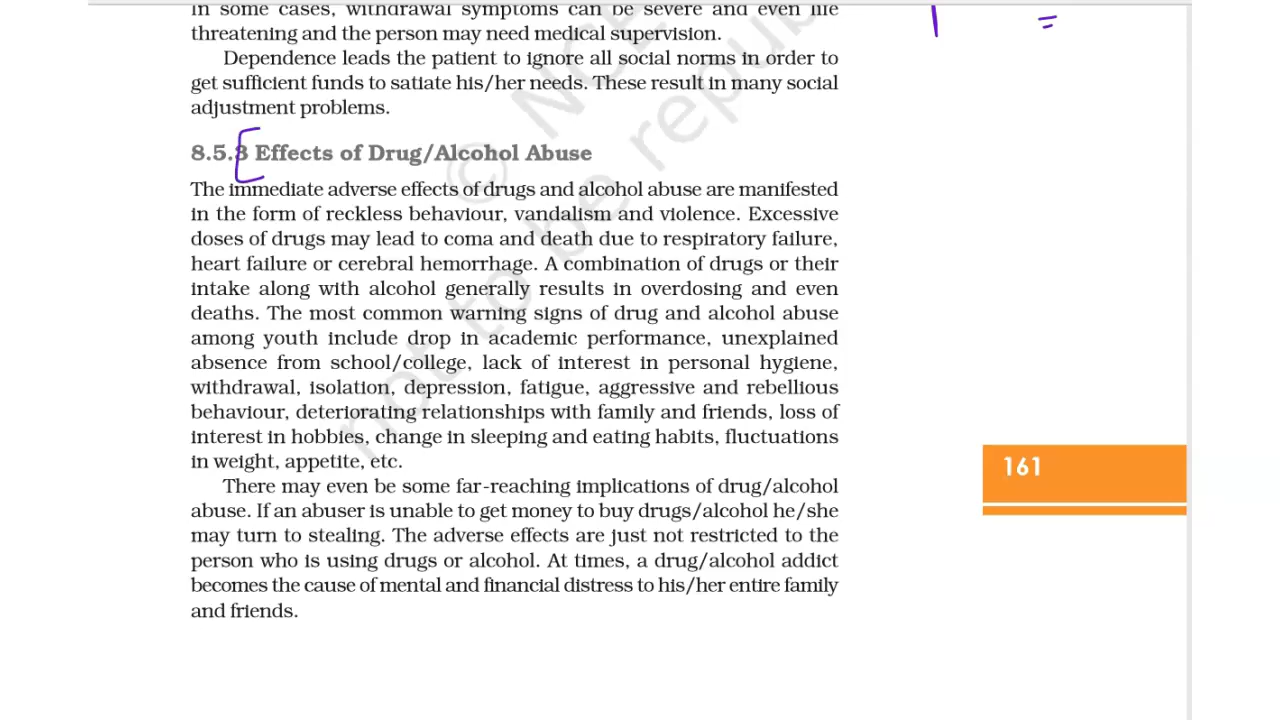 In some cases, withdrawal symptoms can be severe and even life
threatening and the person may need medical supervision.
Dependence leads the patient to ignore all social norms in order to
get sufficient funds to satiate his/her needs. These result in many social
adjustment problems.
8.5.3 Effects of Drug/Alcohol Abuse
The immediate adverse effects of drugs and alcohol abuse are manifested
in the form of reckless behaviour, vandalism and violence. Excessive
doses of drugs may lead to coma and death due to respiratory failure,
heart failure or cerebral hemorrhage. A combination of drugs or their
intake along with alcohol generally results in overdosing and even
deaths. The most common warning signs of drug and alcohol abuse
among youth include drop in academic performance, unexplained
absence from school/college, lack of interest in personal hygiene,
withdrawal, isolation, depression, fatigue, aggressive and rebellious
behaviour, deteriorating relationships with family and friends, loss of
interest in hobbies, change in sleeping and eating habits, fluctuations
in weight, appetite, etc.
161
There may even be some far-reaching implications of drug/alcohol
abuse. If an abuser is unable to get money to buy drugs/alcohol he/she
may turn to stealing. The adverse effects are just not restricted to the
person who is using drugs or alcohol. At times, a drug/alcohol addict
becomes the cause of mental and financial distress to his/her entire family
and friends.
© NCE
not to be republ